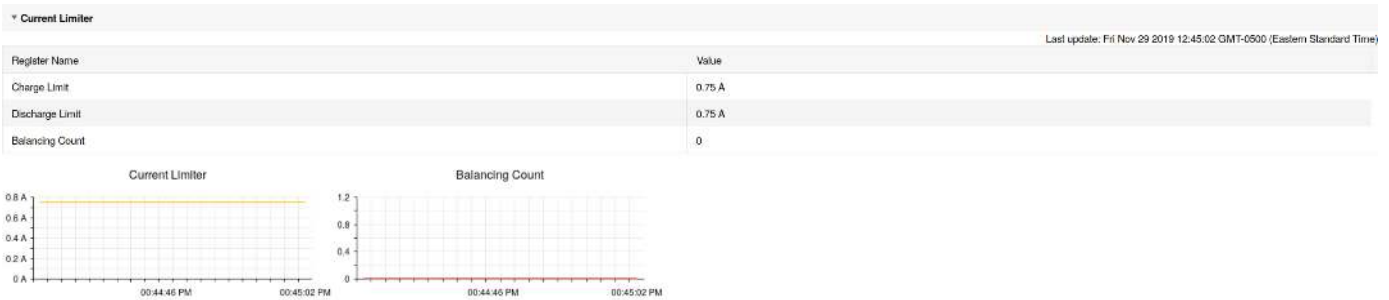 Current Limiter
Last update: Fri Nov 29 2019 12:45:02 GMT-0500 (Eastern Standard Time)
Register Name Value
Charge Limit 0.75 A
Discharge Limit 0.75 A
Balancing Count 0
Current Limiter Balancing Count
0.8 A
0.6 A
0.4 A
0.2 A
0 A
00:44:46 PM 00:45:02 PM
1.2
0.8
0.4
0
00:44:46 PM 00:45:02 PM